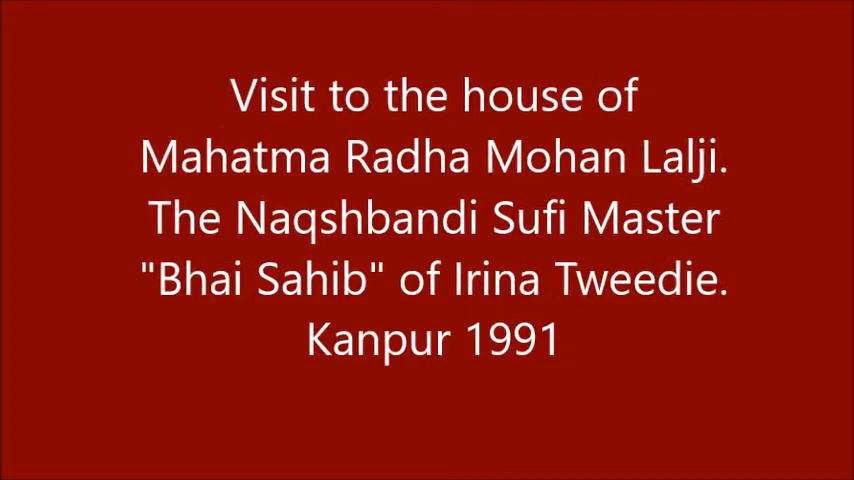 Visit to the house of
Mahatma Radha Mohan Lalji.
The Naqshbandi Sufi Master
"Bhai Sahib" of Irina Tweedie.
Kanpur 1991